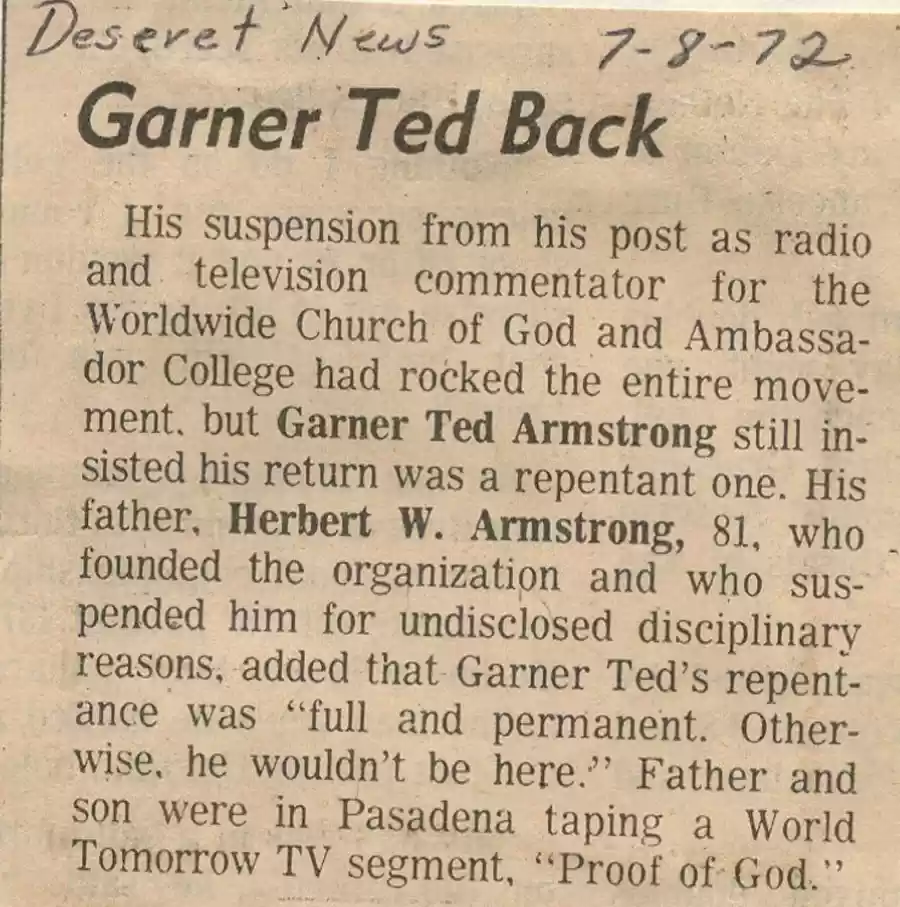 Deseret News 7-8-72
Garner Ted Back
His suspension from his post as radio
and television commentator for the
Worldwide Church of God and Ambassa-
dor College had rocked the entire move-
ment, but Garner Ted Armstrong still in-
sisted his return was a repentant one. His
father, Herbert W. Armstrong, 81, who
founded the organization and who sus-
pended him for undisclosed disciplinary
reasons, added that Garner Ted's repent-
ance was “full and permanent. Other-
wise, he wouldn't be here.” Father and
son were in Pasadena taping a World
Tomorrow TV segment, “Proof of God.”